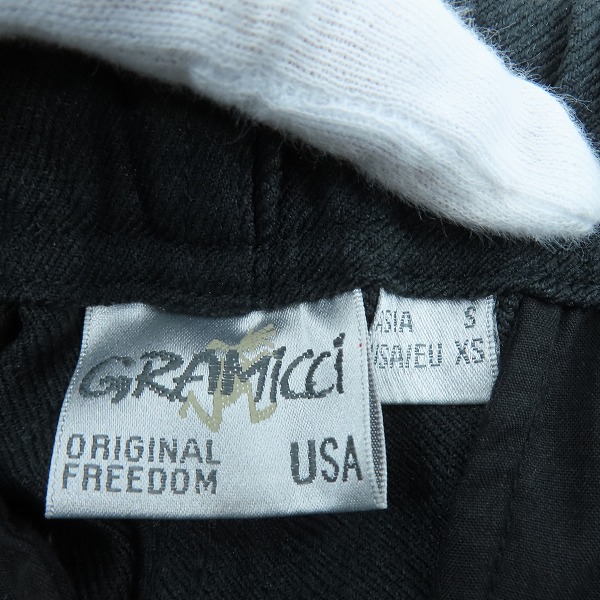 GRAMiCCi
ORIGINAL
FREEDOM
USA
ASIA S
USA/EU XS